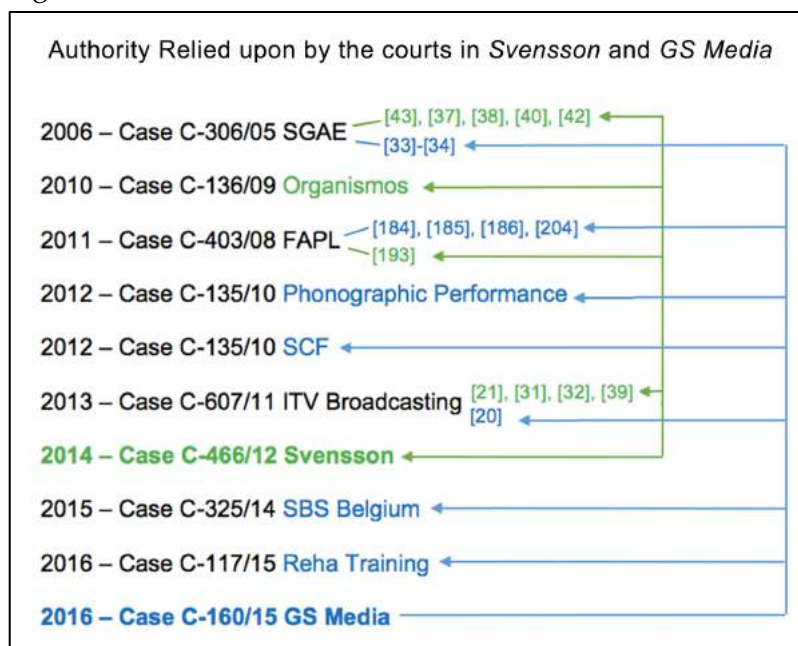 Authority Relied upon by the courts in Svensson and GS Media
2006 – Case C-306/05 SGAE
[43], [37], [38], [40], [42]
[33]-[34]
2010 – Case C-136/09 Organismos
2011 – Case C-403/08 FAPL
[184], [185], [186], [204]
[193]
2012 – Case C-135/10 Phonographic Performance
2012 – Case C-135/10 SCF
2013 – Case C-607/11 ITV Broadcasting
[21], [31], [32], [39]
[20]
2014 – Case C-466/12 Svensson
2015 – Case C-325/14 SBS Belgium
2016 – Case C-117/15 Reha Training
2016 – Case C-160/15 GS Media